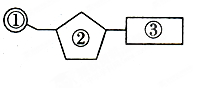 ① ② ③